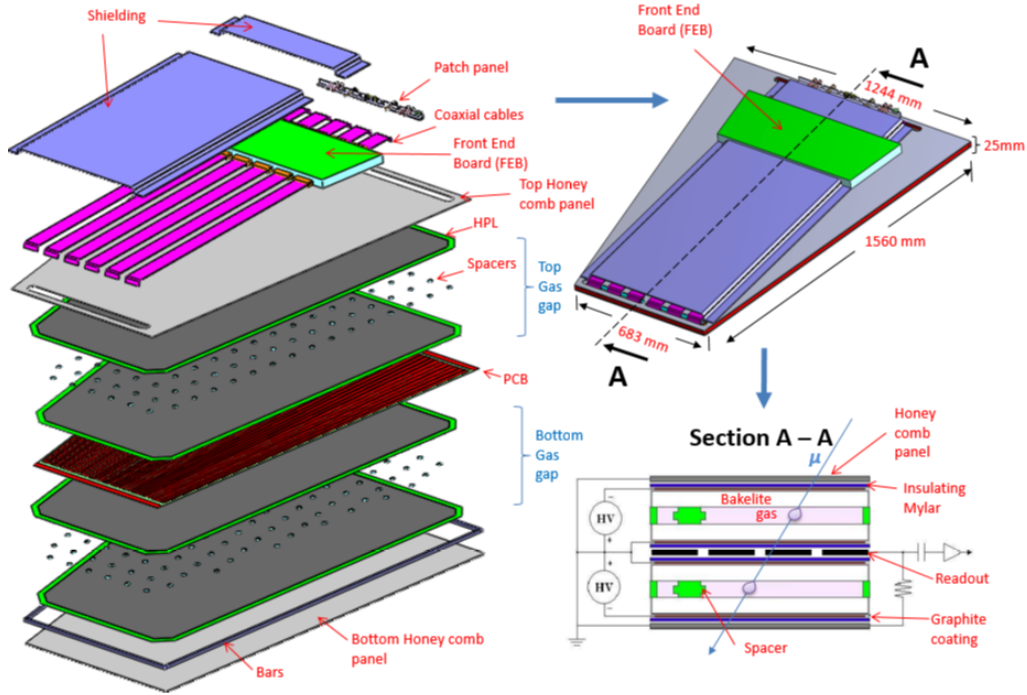 Shielding
Patch panel
Coaxial cables
Front End
Board (FEB)
Top Honey
comb panel
HPL
Spacers
Top
Gas
gap
PCB
Bottom
Gas gap
Bottom Honey comb
panel
Bars
Front End
Board (FEB)
A
1244 mm
25mm
1560 mm
683 mm
A
Section A – A
μ
Honey
comb
panel
Insulating
Mylar
Bakelite
gas
HV
HV
+
+
Readout
Graphite
coating
Spacer